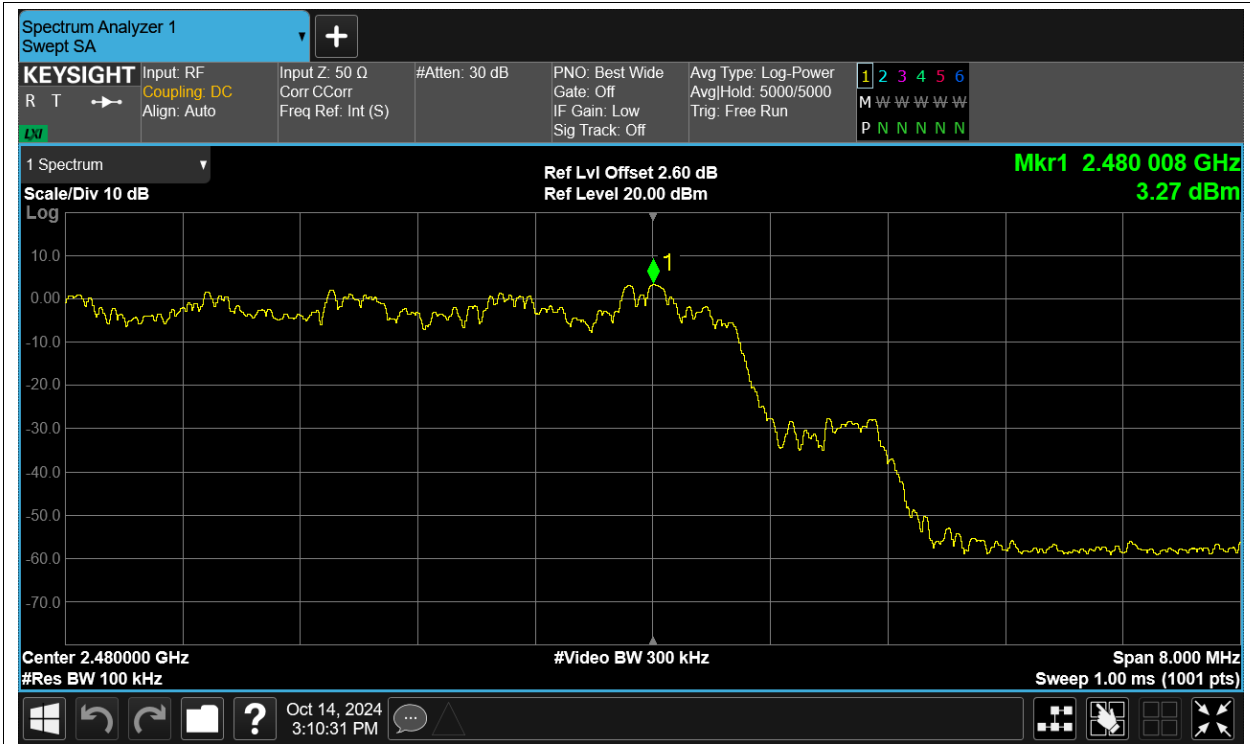 Spectrum Analyzer 1
Swept SA
KEYSIGHT
R T
LXI
Input: RF
Coupling: DC
Align: Auto
Input Z: 50 Ω
Corr CCorr
Freq Ref: Int (S)
#Atten: 30 dB
PNO: Best Wide
Gate: Off
IF Gain: Low
Sig Track: Off
Avg Type: Log-Power
Avg|Hold: 5000/5000
Trig: Free Run
1 2 3 4 5 6
M W W W W W
P N N N N N
1 Spectrum
Scale/Div 10 dB
Log
Ref Lvl Offset 2.60 dB
Ref Level 20.00 dBm
Mkr1 2.480 008 GHz
3.27 dBm
1
10.0
0.00
-10.0
-20.0
-30.0
-40.0
-50.0
-60.0
-70.0
Center 2.480000 GHz
#Res BW 100 kHz
#Video BW 300 kHz
Span 8.000 MHz
Sweep 1.00 ms (1001 pts)
?
Oct 14, 2024
3:10:31 PM